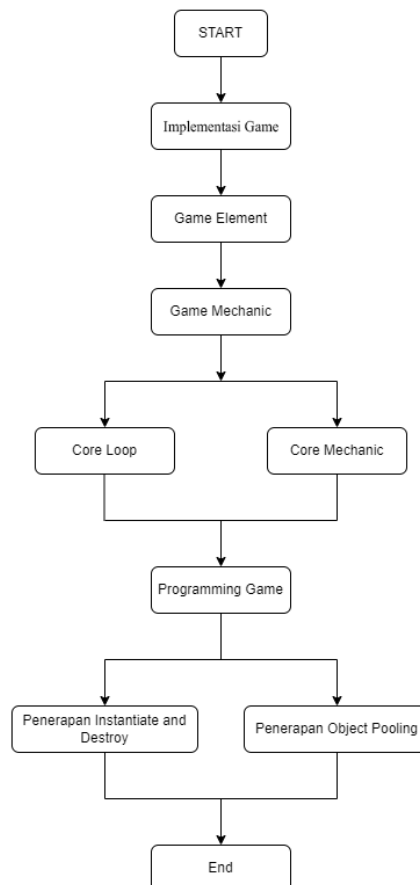 START
Implementasi Game
Game Element
Game Mechanic
Core Loop
Core Mechanic
Programming Game
Penerapan Instantiate and
Destroy
Penerapan Object Pooling
End